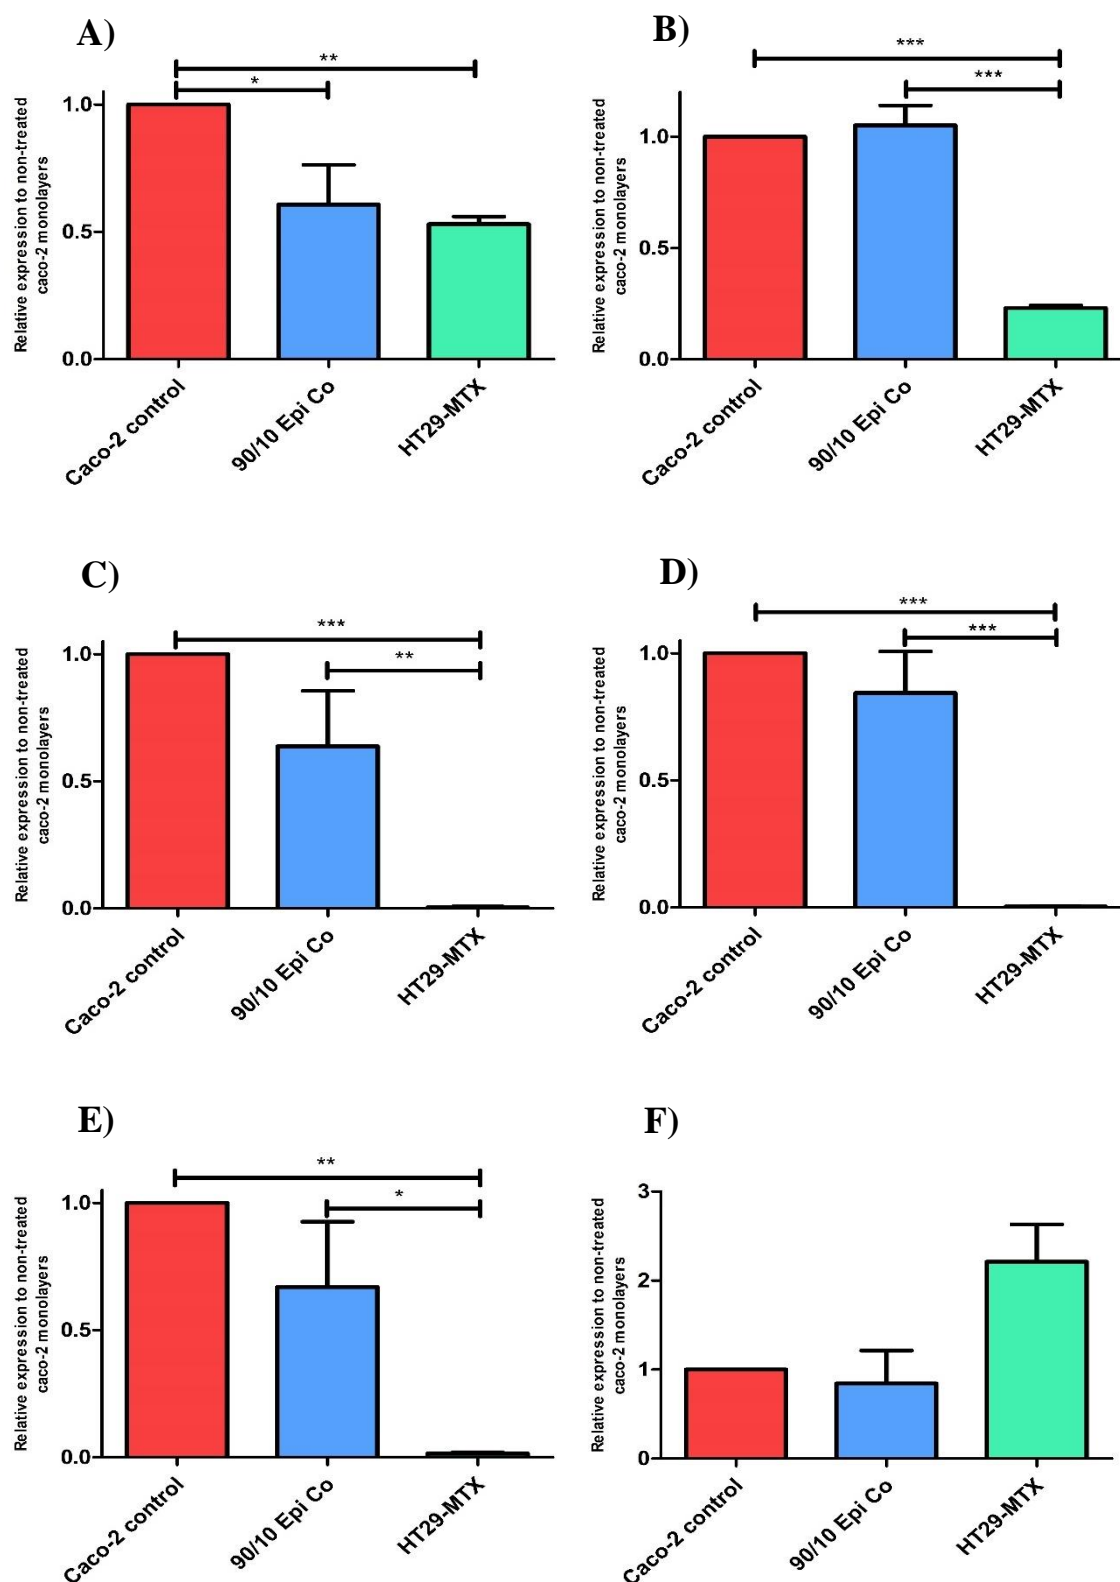 A)
**
*
Relative expression to non-treated
caco-2 monolayers
1.0
0.5
0.0
Caco-2 control
90/10 Epi Co
HT29-MTX
B)
***
***
Relative expression to non-treated
caco-2 monolayers
1.0
0.5
0.0
Caco-2 control
90/10 Epi Co
HT29-MTX
C)
***
**
Relative expression to non-treated
caco-2 monolayers
1.0
0.5
0.0
Caco-2 control
90/10 Epi Co
HT29-MTX
D)
***
***
Relative expression to non-treated
caco-2 monolayers
1.0
0.5
0.0
Caco-2 control
90/10 Epi Co
HT29-MTX
E)
**
*
Relative expression to non-treated
caco-2 monolayers
1.0
0.5
0.0
Caco-2 control
90/10 Epi Co
HT29-MTX
F)
Relative expression to non-treated
caco-2 monolayers
3
2
1
0
Caco-2 control
90/10 Epi Co
HT29-MTX